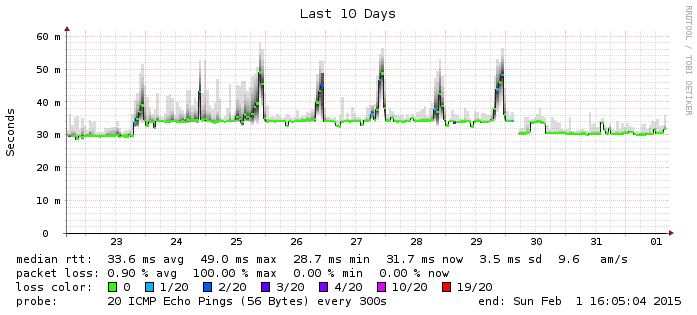 Last 10 Days
RRDTOOL / TOBI OETIKER
Seconds
60 m
50 m
40 m
30 m
20 m
10 m
0
23 24 25 26 27 28 29 30 31 01
median rtt: 33.6 ms avg 49.0 ms max 28.7 ms min 31.7 ms now 3.5 ms sd 9.6 am/s
packet loss: 0.90 % avg 100.00 % max 0.00 % min 0.00 % now
loss color: 0 1/20 2/20 3/20 4/20 10/20 19/20
probe: 20 ICMP Echo Pings (56 Bytes) every 300s end: Sun Feb 1 16:05:04 2015